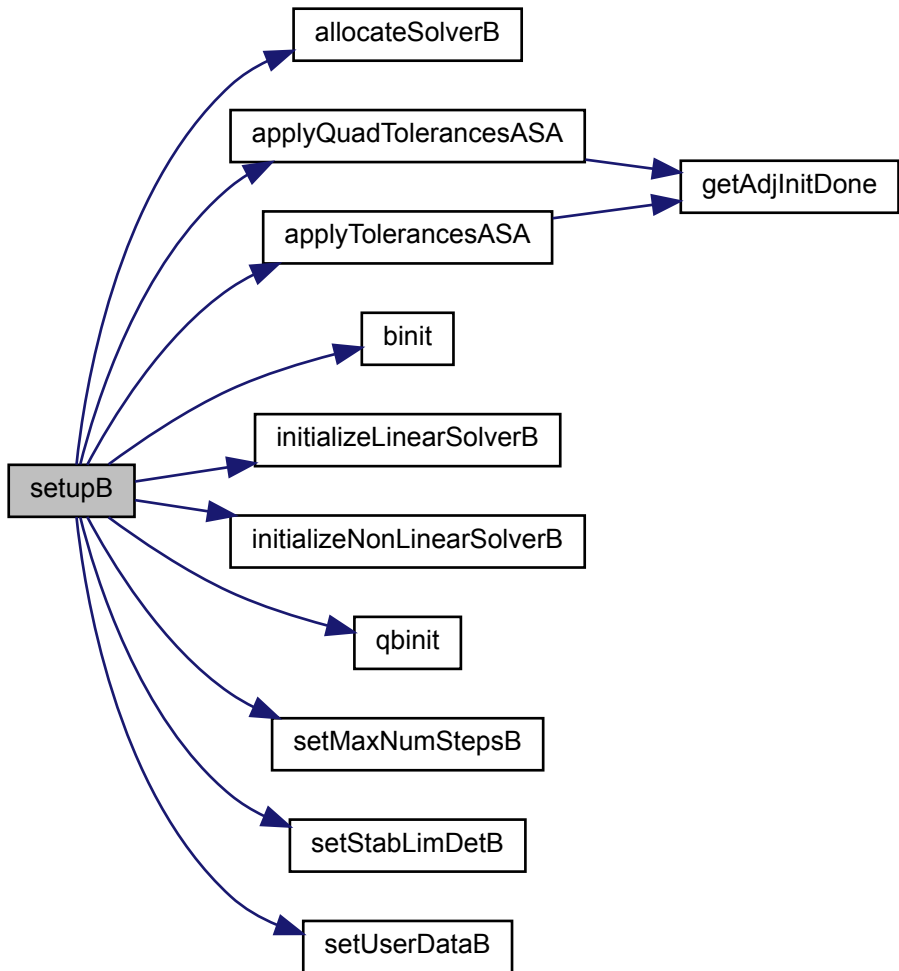 allocateSolverB
applyQuadTolerancesASA
getAdjInitDone
applyTolerancesASA
binit
initializeLinearSolverB
setupB
initializeNonLinearSolverB
qbinit
setMaxNumStepsB
setStabLimDetB
setUserDataB